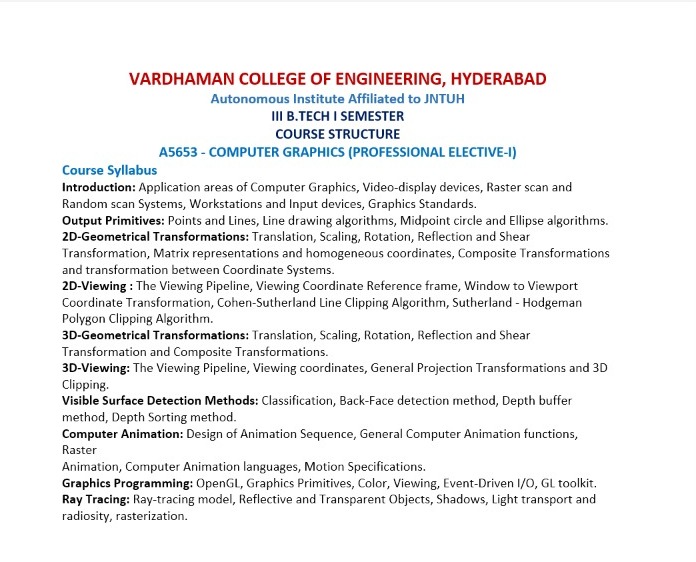 VARDHAMAN COLLEGE OF ENGINEERING, HYDERABAD
Autonomous Institute Affiliated to JNTUH
III B.TECH I SEMESTER
COURSE STRUCTURE
A5653 - COMPUTER GRAPHICS (PROFESSIONAL ELECTIVE-I)
Course Syllabus
Introduction: Application areas of Computer Graphics, Video-display devices, Raster scan and
Random scan Systems, Workstations and Input devices, Graphics Standards.
Output Primitives: Points and Lines, Line drawing algorithms, Midpoint circle and Ellipse algorithms.
2D-Geometrical Transformations: Translation, Scaling, Rotation, Reflection and Shear
Transformation, Matrix representations and homogeneous coordinates, Composite Transformations
and transformation between Coordinate Systems.
2D-Viewing : The Viewing Pipeline, Viewing Coordinate Reference frame, Window to Viewport
Coordinate Transformation, Cohen-Sutherland Line Clipping Algorithm, Sutherland - Hodgeman
Polygon Clipping Algorithm.
3D-Geometrical Transformations: Translation, Scaling, Rotation, Reflection and Shear
Transformation and Composite Transformations.
3D-Viewing: The Viewing Pipeline, Viewing coordinates, General Projection Transformations and 3D
Clipping.
Visible Surface Detection Methods: Classification, Back-Face detection method, Depth buffer
method, Depth Sorting method.
Computer Animation: Design of Animation Sequence, General Computer Animation functions,
Raster
Animation, Computer Animation languages, Motion Specifications.
Graphics Programming: OpenGL, Graphics Primitives, Color, Viewing, Event-Driven I/O, GL toolkit.
Ray Tracing: Ray-tracing model, Reflective and Transparent Objects, Shadows, Light transport and
radiosity, rasterization.